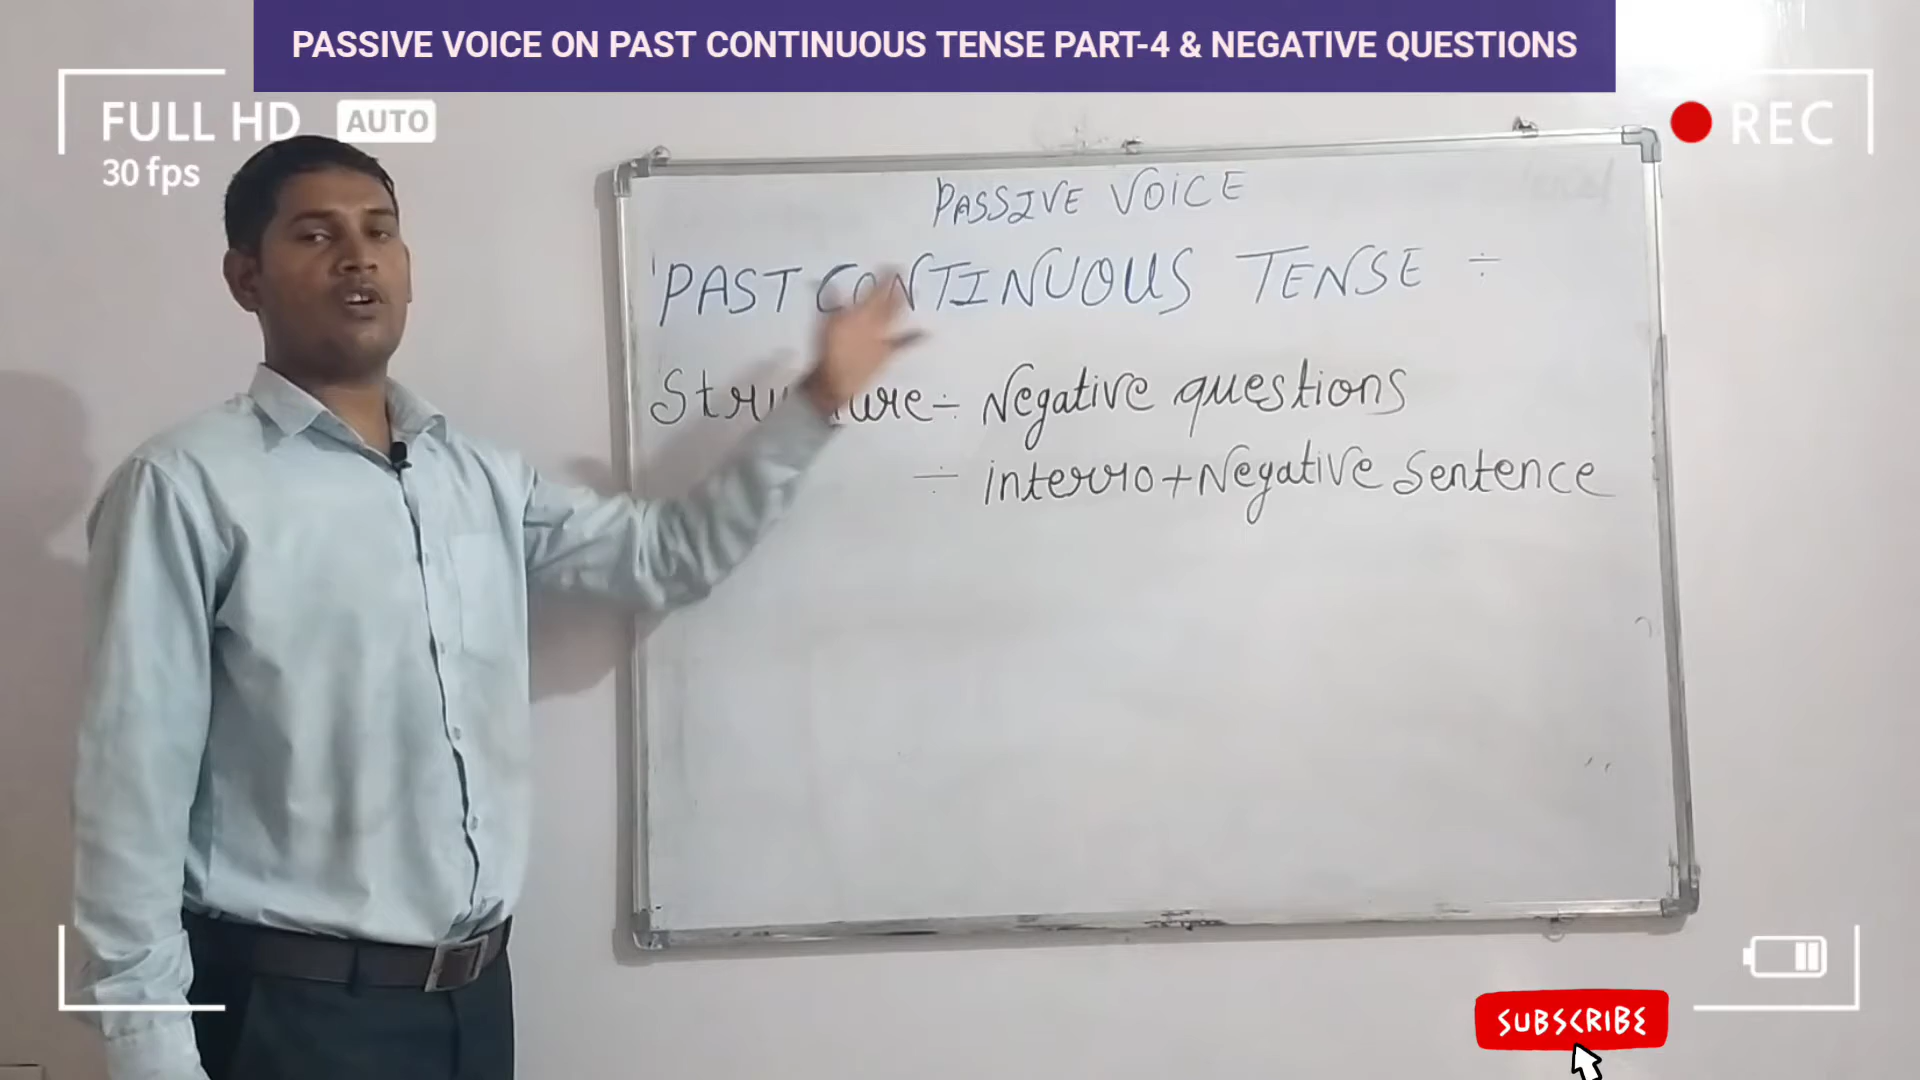 PASSIVE VOICE ON PAST CONTINUOUS TENSE PART-4 & NEGATIVE QUESTIONS
FULL HD AUTO
30 fps
REC
PASSIVE VOICE
PAST CONTINUOUS TENSE ÷
÷ Negative questions
÷ interro+Negative Sentence
SUBSCRIBE